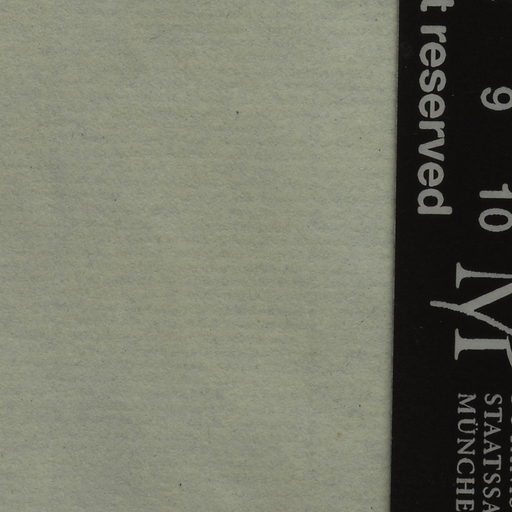 t reserved
9
10
M
STAATSSA
MÜNCHE